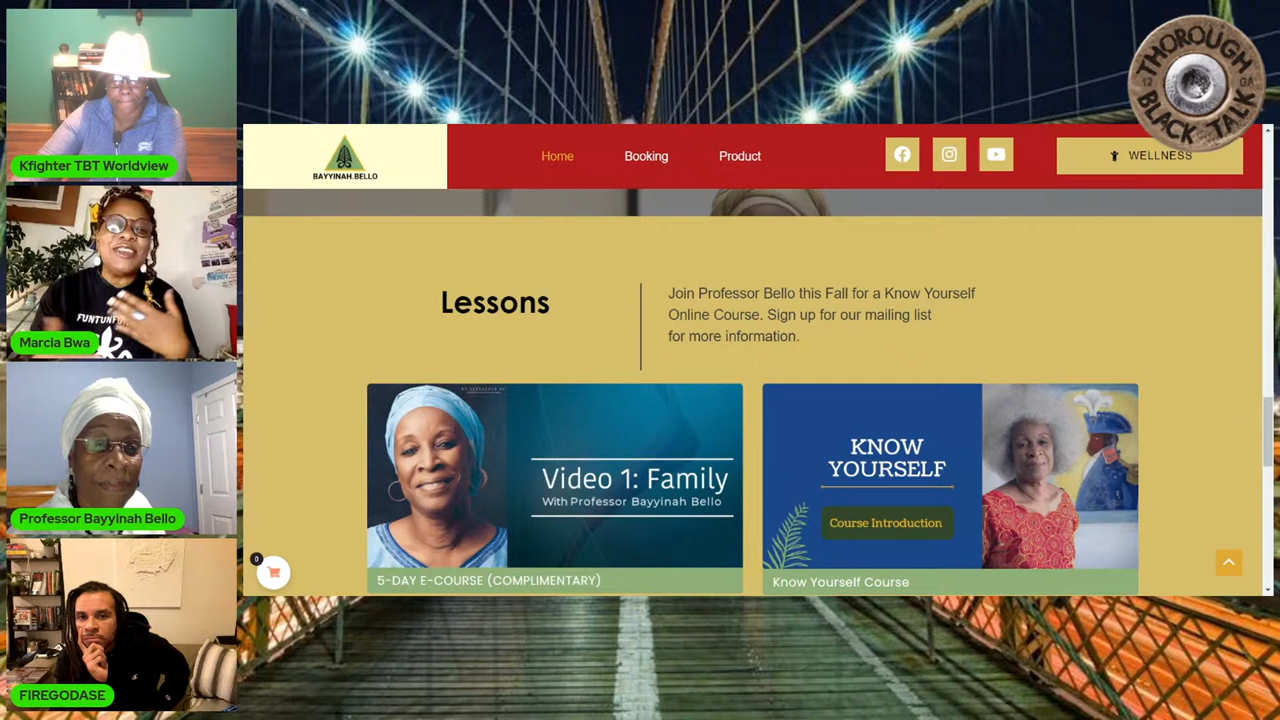 Kfighter TBT Worldview
FUNTUNFU
Marcia Bwa
Professor Bayyinah Bello
FIREGODASE
THOROUGH
BLACK TALK
BAYYINAH.BELLO
Home
Booking
Product
WELLNESS
Lessons
Join Professor Bello this Fall for a Know Yourself
Online Course. Sign up for our mailing list
for more information.
Video 1: Family
With Professor Bayyinah Bello
5-DAY E-COURSE (COMPLIMENTARY)
KNOW
YOURSELF
Course Introduction
Know Yourself Course
0